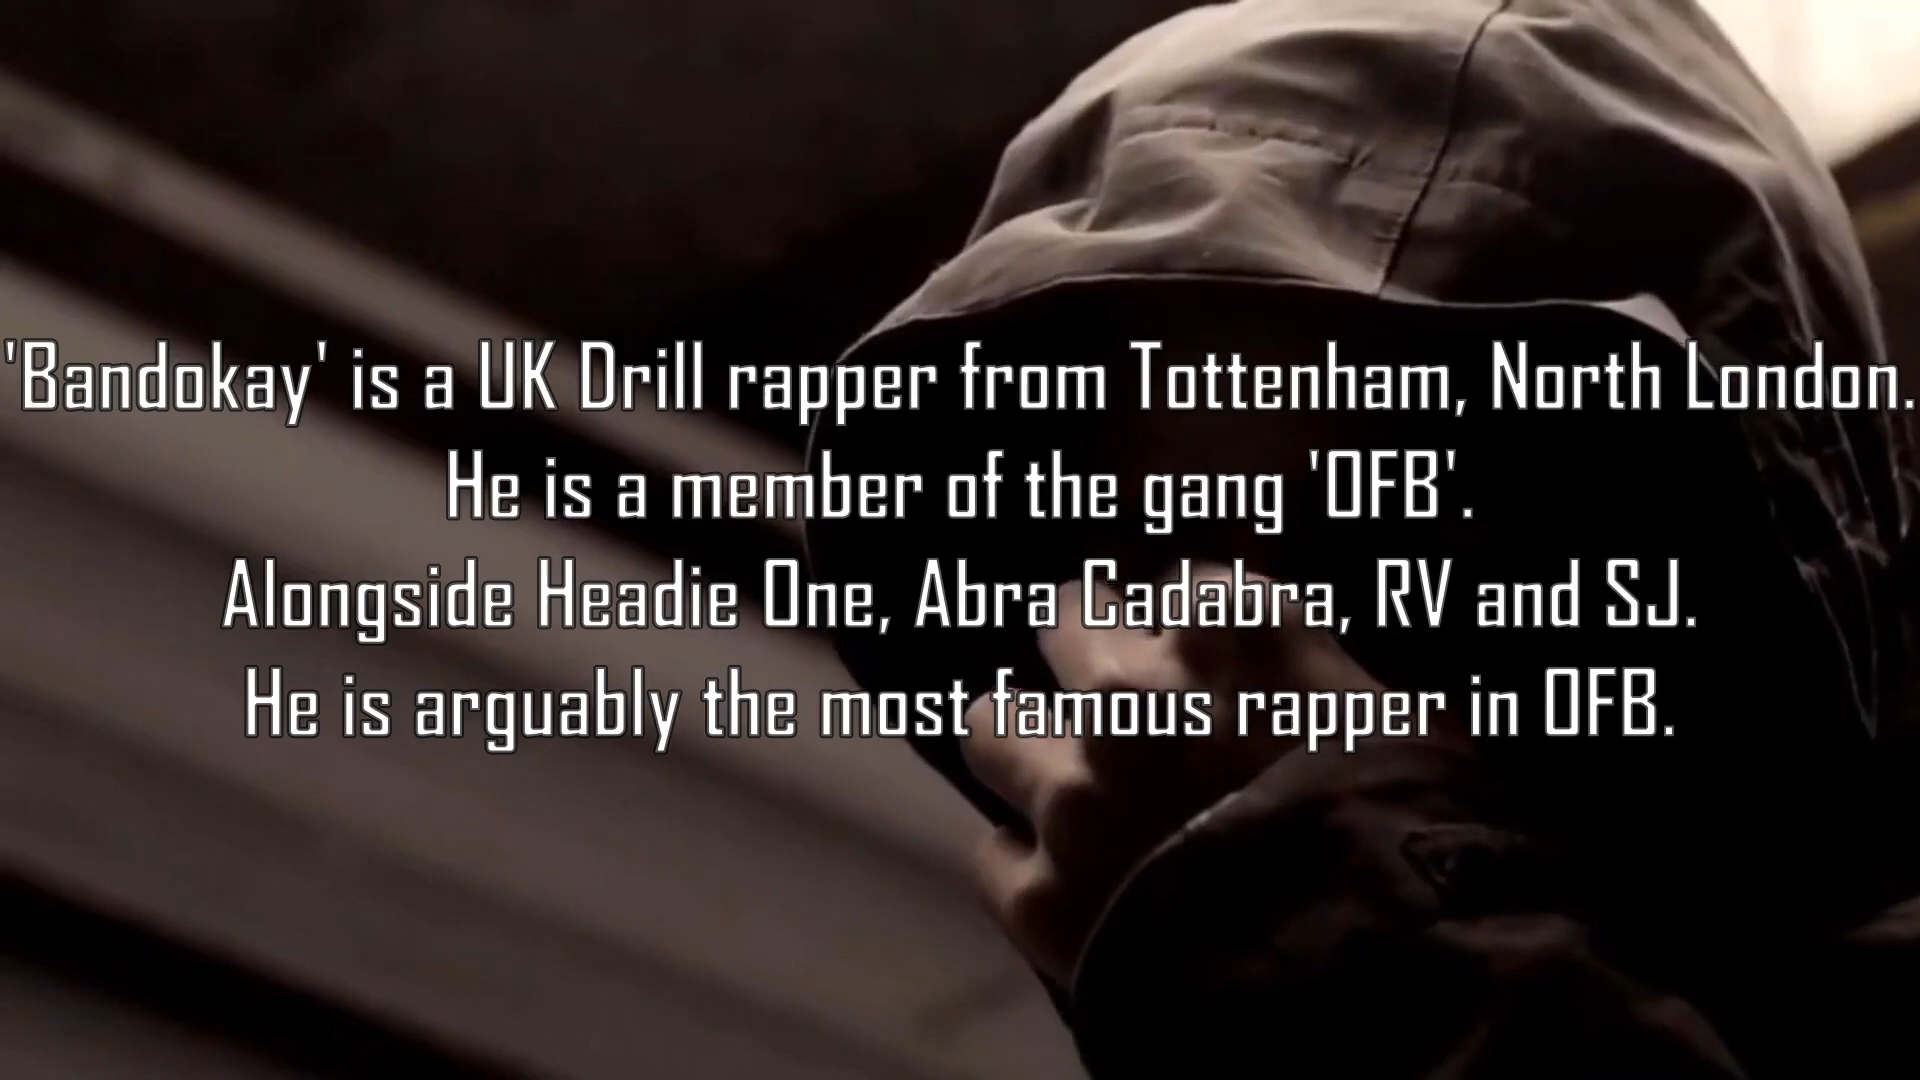 'Bandokay' is a UK Drill rapper from Tottenham, North London.
He is a member of the gang 'OFB'.
Alongside Headie One, Abra Cadabra, RV and SJ.
He is arguably the most famous rapper in OFB.